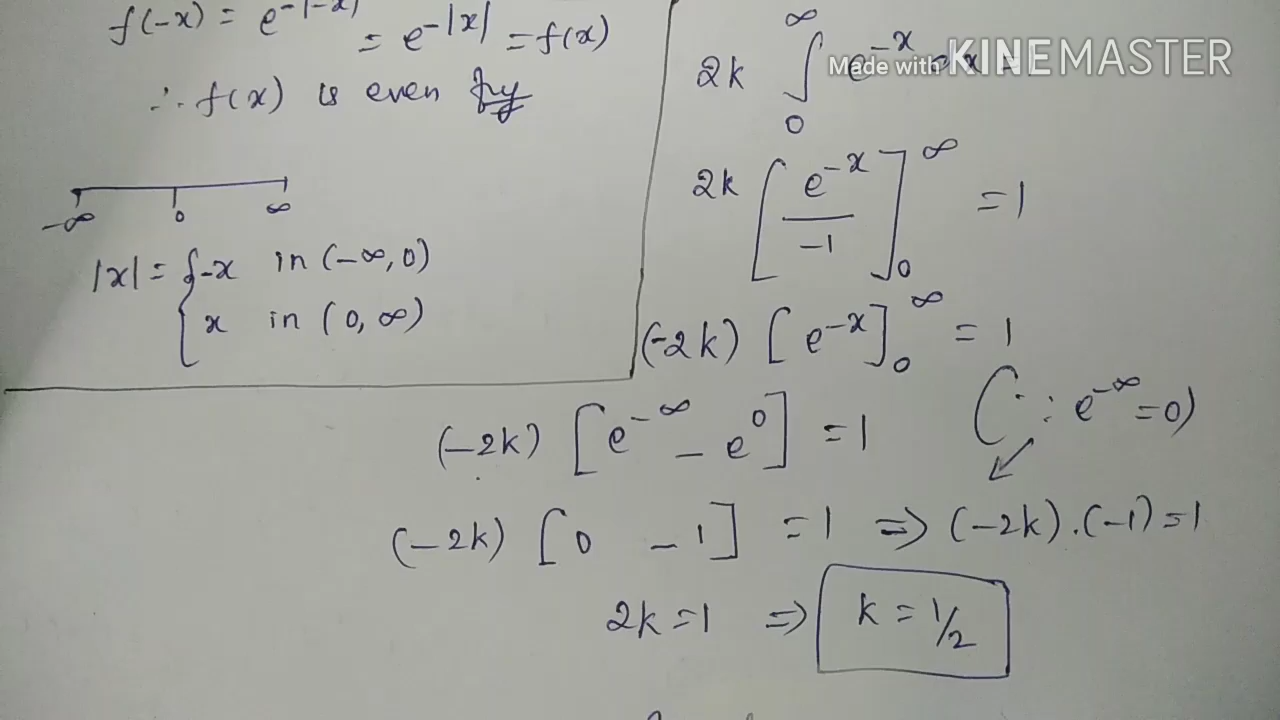 f(-x) = e^{-|-x|}
= e^{-|x|} = f(x)
∴ f(x) is even
-∞ 0 ∞
|x| = { -x in (-∞, 0)
x in (0, ∞)
2k ∫_0^∞ e^{-x}
Made with KINEMASTER
2k [e^{-x}/-1]_0^∞ = 1
(-2k) [e^{-x}]_0^∞ = 1
(-2k) [e^{-∞} - e^0] = 1 (∵ e^{-∞} = 0)
(-2k) [0 - 1] = 1 ⇒ (-2k).(-1) = 1
2k = 1 ⇒ k = 1/2